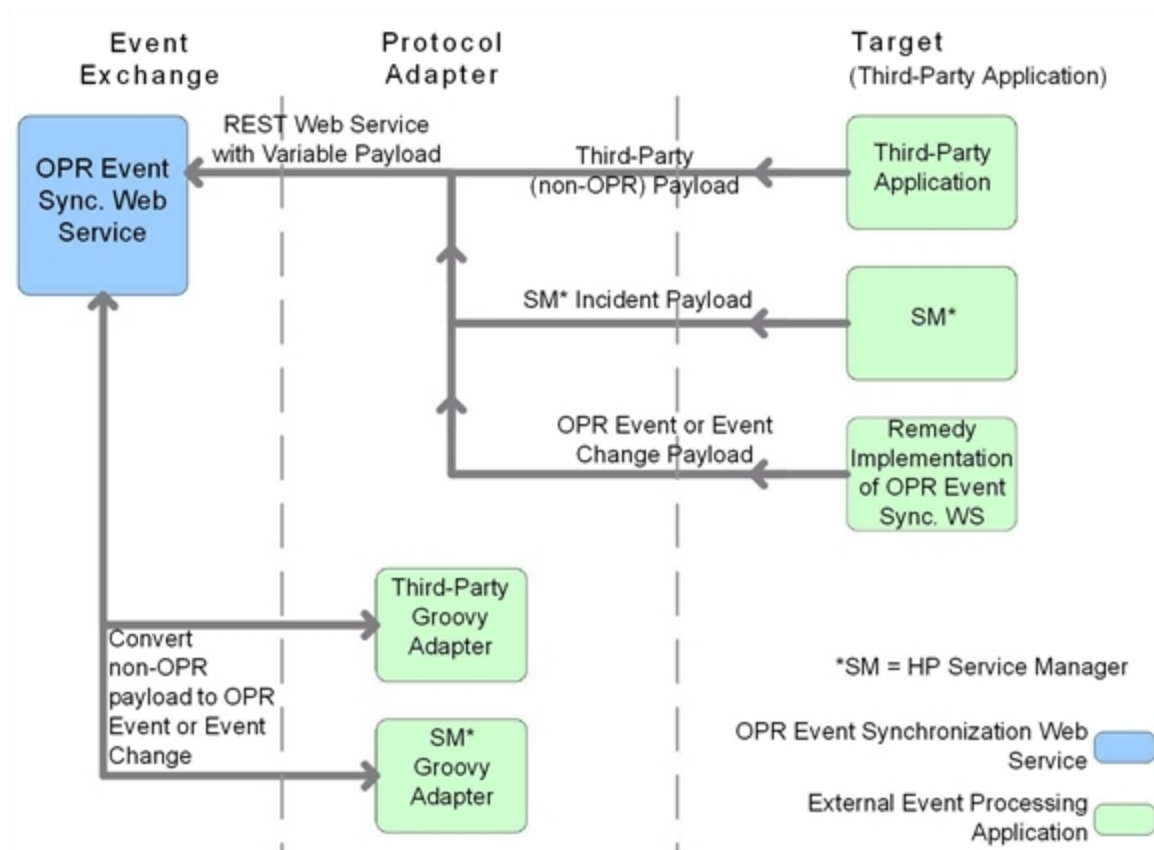 Event
Exchange
Protocol
Adapter
Target
(Third-Party Application)
OPR Event
Sync. Web
Service
REST Web Service
with Variable Payload
Third-Party
(non-OPR) Payload
Third-Party
Application
SM* Incident Payload
SM*
OPR Event or Event
Change Payload
Remedy
Implementation
of OPR Event
Sync. WS
Third-Party
Groovy
Adapter
Convert
non-OPR
payload to OPR
Event or Event
Change
SM*
Groovy
Adapter
*SM = HP Service Manager
OPR Event Synchronization Web
Service
External Event Processing
Application